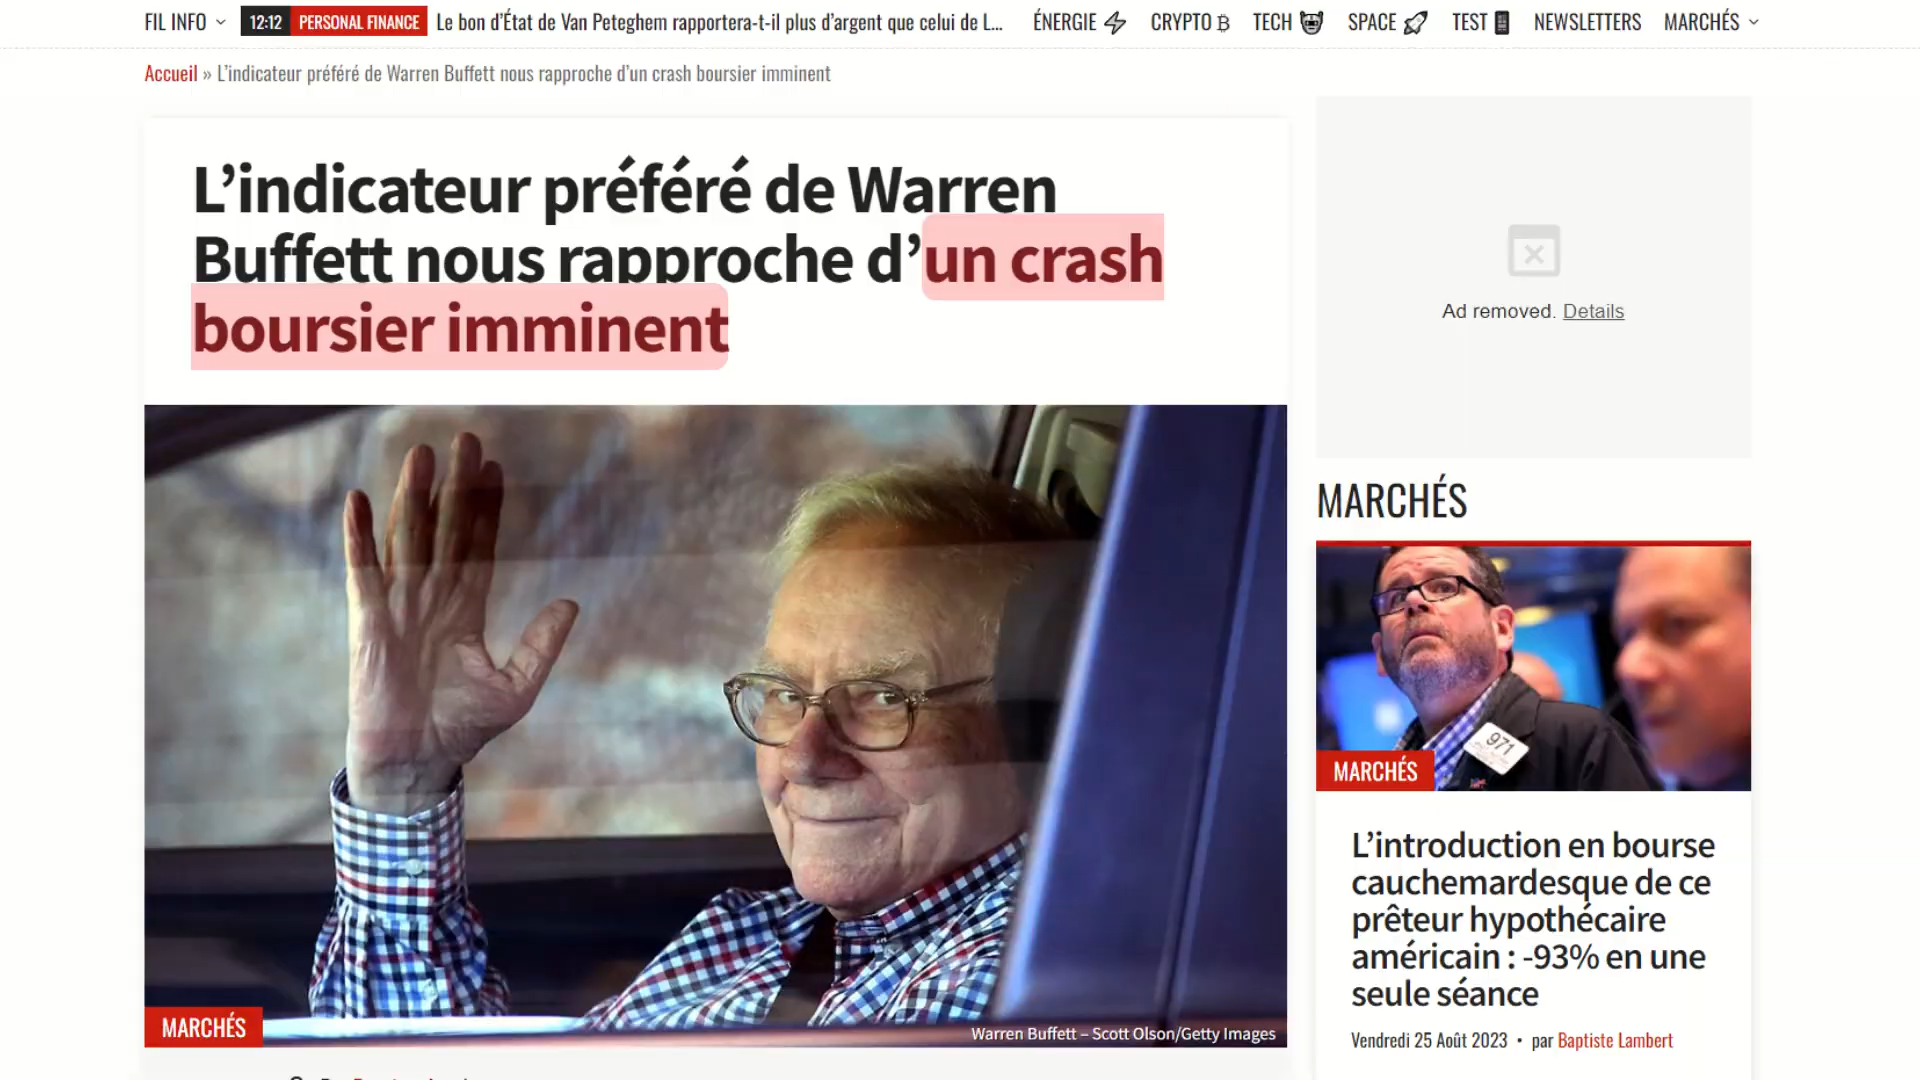 FIL INFO
12:12 PERSONAL FINANCE Le bon d’État de Van Peteghem rapportera-t-il plus d’argent que celui de L...
ÉNERGIE CRYPTO TECH SPACE TEST NEWSLETTERS MARCHÉS
Accueil » L’indicateur préféré de Warren Buffett nous rapproche d’un crash boursier imminent
L’indicateur préféré de Warren
Buffett nous rapproche d’un crash
boursier imminent
MARCHÉS
Warren Buffett – Scott Olson/Getty Images
Ad removed. Details
MARCHÉS
971
MARCHÉS
L’introduction en bourse
cauchemardesque de ce
prêteur hypothécaire
américain : -93% en une
seule séance
Vendredi 25 Août 2023 • par Baptiste Lambert